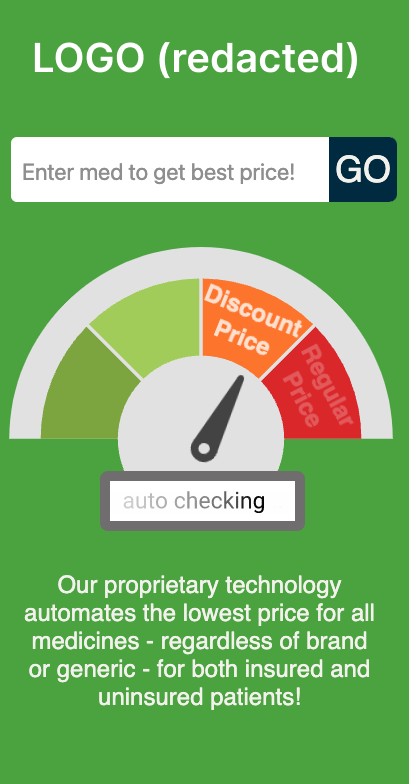 LOGO (redacted)
Enter med to get best price!
GO
Discount
Price
Regular
Price
auto checking
Our proprietary technology
automates the lowest price for all
medicines - regardless of brand
or generic - for both insured and
uninsured patients!